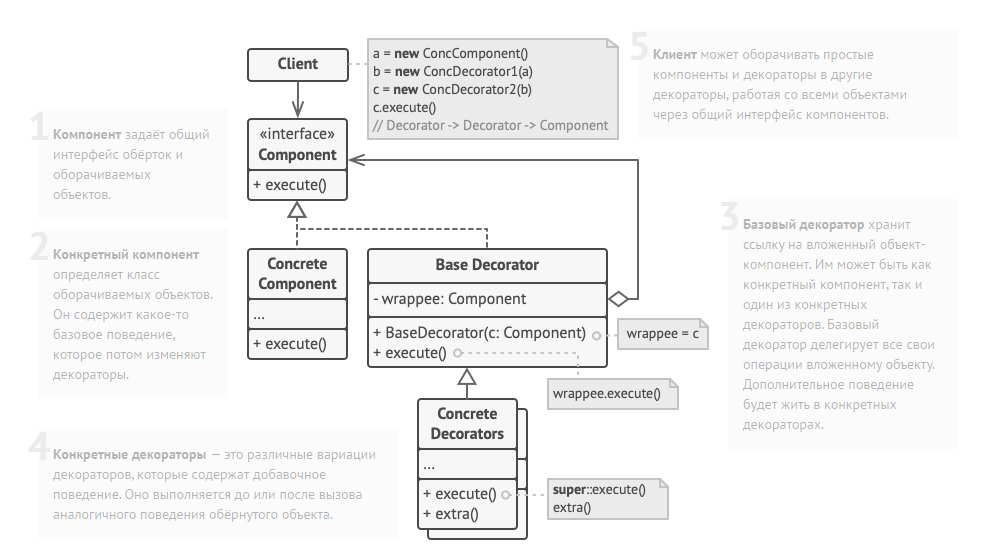 Client
a = new ConcComponent()
b = new ConcDecorator1(a)
c = new ConcDecorator2(b)
c.execute()
// Decorator -> Decorator -> Component
5
Клиент может оборачивать простые
компоненты и декораторы в другие
декораторы, работая со всеми объектами
через общий интерфейс компонентов.
1
Компонент задаёт общий
интерфейс обёрток и
оборачиваемых
объектов.
«interface»
Component
+ execute()
2
Конкретный компонент
определяет класс
оборачиваемых объектов.
Он содержит какое-то
базовое поведение,
которое потом изменяют
декораторы.
Concrete
Component
...
+ execute()
Base Decorator
- wrappee: Component
+ BaseDecorator(c: Component)
+ execute()
wrappee = c
wrappee.execute()
3
Базовый декоратор хранит
ссылку на вложенный объект-
компонент. Им может быть как
конкретный компонент, так и
один из конкретных
декораторов. Базовый
декоратор делегирует все свои
операции вложенному объекту.
Дополнительное поведение
будет жить в конкретных
декораторах.
4
Конкретные декораторы — это различные вариации
декораторов, которые содержат добавочное
поведение. Оно выполняется до или после вызова
аналогичного поведения обёрнутого объекта.
Concrete
Decorators
...
+ execute()
+ extra()
super::execute()
extra()